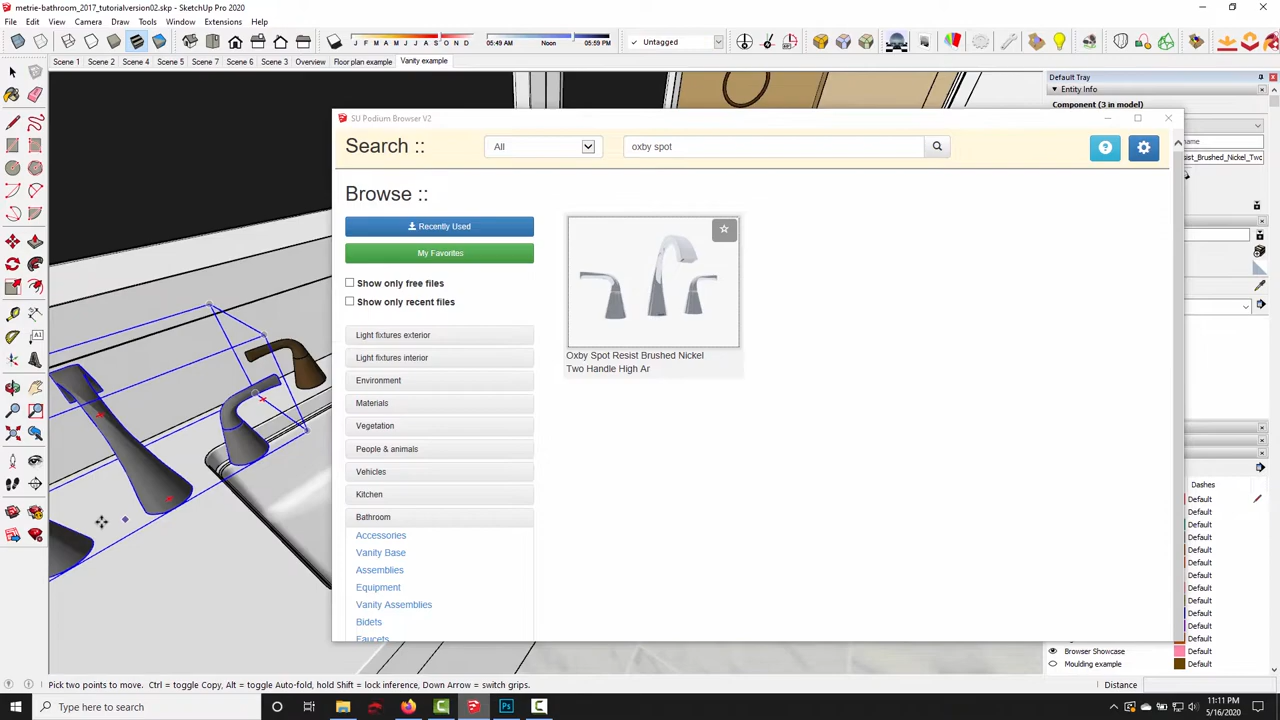 metrie-bathroom_2017_tutorialversion02.skp - SketchUp Pro 2020
File Edit View Camera Draw Tools Window Extensions Help
J F M A M J J A S O N D
05:49 AM Noon 05:59 PM
Untagged
Scene 1 Scene 2 Scene 4 Scene 5 Scene 7 Scene 6 Scene 3 Overview Floor plan example Vanity example
Default Tray
Entity Info
Component (3 in model)
SU Podium Browser V2
Search ::
All
oxby spot
Browse ::
Recently Used
My Favorites
Show only free files
Show only recent files
Light fixtures exterior
Light fixtures interior
Environment
Materials
Vegetation
People & animals
Vehicles
Kitchen
Bathroom
Accessories
Vanity Base
Assemblies
Equipment
Vanity Assemblies
Bidets
Faucets
Oxby Spot Resist Brushed Nickel
Two Handle High Ar
ist_Brushed_Nickel_Two
Dashes
Default
Default
Default
Default
Default
Default
Default
Default
Default
Default
Default
Default
Browser Showcase Default
Moulding example Default
Pick two points to move. Ctrl = toggle Copy, Alt = toggle Auto-fold, hold Shift = lock inference, Down Arrow = switch grips.
Distance
Type here to search
11:11 PM
5/16/2020